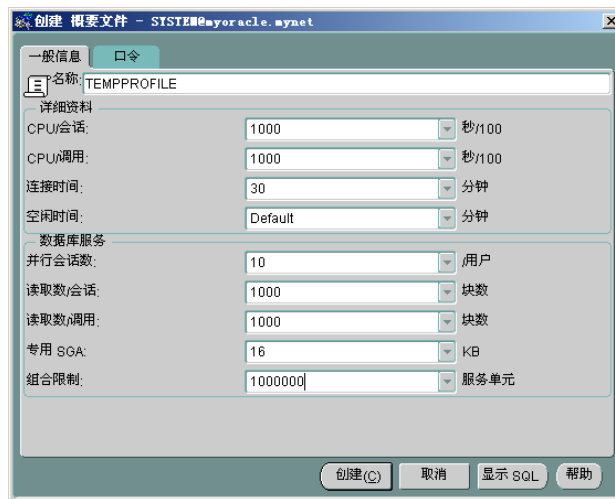 创建 概要文件 - SYSTEM@myoracle.mynet
一般信息 口令
名称: TEMPPROFILE
详细资料
CPU/会话: 1000 秒/100
CPU/调用: 1000 秒/100
连接时间: 30 分钟
空闲时间: Default 分钟
数据库服务
并行会话数: 10 /用户
读取数/会话: 1000 块数
读取数/调用: 1000 块数
专用 SGA: 16 KB
组合限制: 1000000 服务单元
创建(C) 取消 显示 SQL 帮助